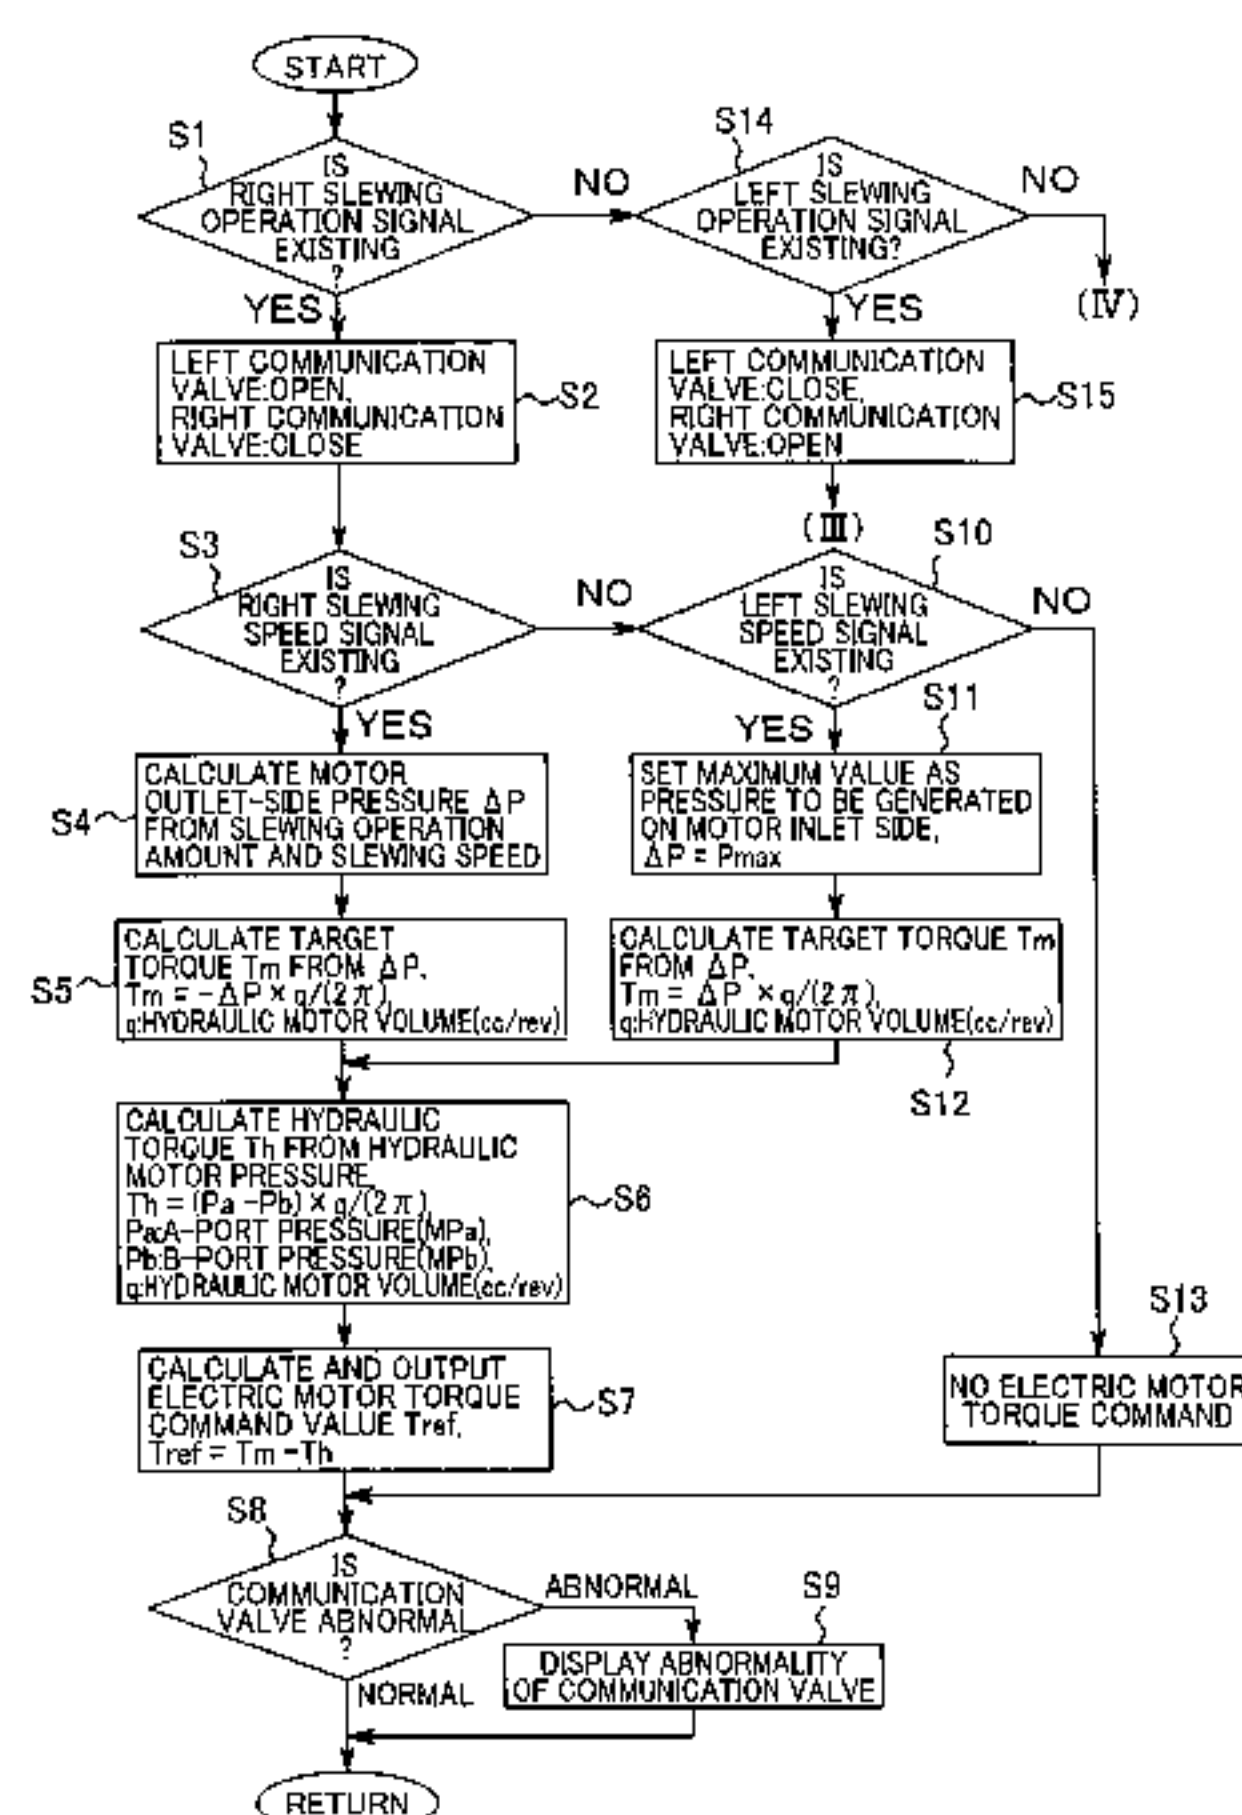 START
S1
IS
RIGHT SLEWING
OPERATION SIGNAL
EXISTING
?
NO
YES
S14
IS
LEFT SLEWING
OPERATION SIGNAL
EXISTING?
NO
(IV)
YES
LEFT COMMUNICATION
VALVE:OPEN,
RIGHT COMMUNICATION
VALVE:CLOSE
S2
LEFT COMMUNICATION
VALVE:CLOSE,
RIGHT COMMUNICATION
VALVE:OPEN
S15
(III)
S3
IS
RIGHT SLEWING
SPEED SIGNAL
EXISTING
?
NO
YES
S10
IS
LEFT SLEWING
SPEED SIGNAL
EXISTING
?
NO
YES
S11
S4
CALCULATE MOTOR
OUTLET-SIDE PRESSURE ΔP
FROM SLEWING OPERATION
AMOUNT AND SLEWING SPEED
SET MAXIMUM VALUE AS
PRESSURE TO BE GENERATED
ON MOTOR INLET SIDE,
ΔP = Pmax
S5
CALCULATE TARGET
TORQUE Tm FROM ΔP,
Tm = -ΔP × q/(2π),
q:HYDRAULIC MOTOR VOLUME(cc/rev)
CALCULATE TARGET TORQUE Tm
FROM ΔP,
Tm = ΔP × q/(2π),
q:HYDRAULIC MOTOR VOLUME(cc/rev)
S12
CALCULATE HYDRAULIC
TORQUE Th FROM HYDRAULIC
MOTOR PRESSURE,
Th = (Pa -Pb) × q/(2π),
Pa:A-PORT PRESSURE(MPa),
Pb:B-PORT PRESSURE(MPb),
q:HYDRAULIC MOTOR VOLUME(cc/rev)
S6
CALCULATE AND OUTPUT
ELECTRIC MOTOR TORQUE
COMMAND VALUE Tref,
Tref = Tm -Th
S7
S13
NO ELECTRIC MOTOR
TORQUE COMMAND
S8
IS
COMMUNICATION
VALVE ABNORMAL
?
ABNORMAL
NORMAL
S9
DISPLAY ABNORMALITY
OF COMMUNICATION VALVE
RETURN